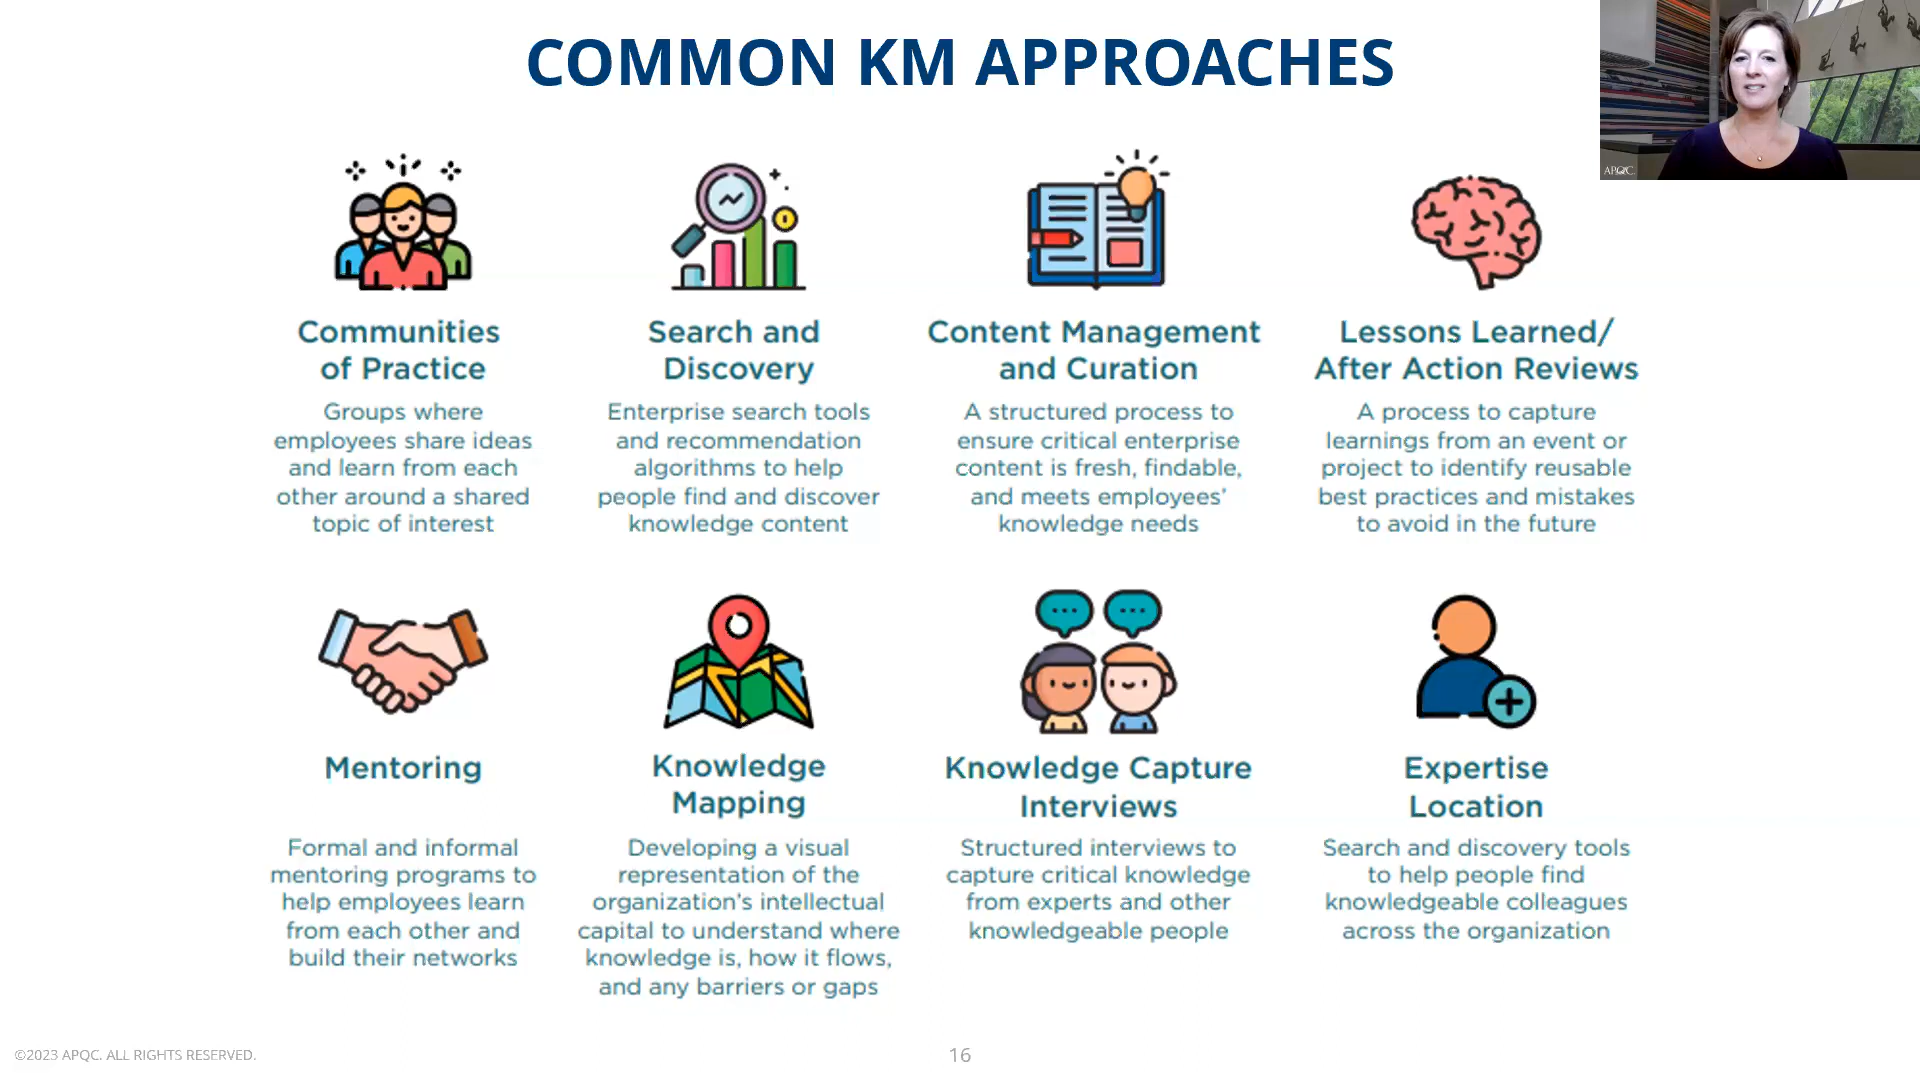 COMMON KM APPROACHES
APQC
Communities
of Practice
Groups where
employees share ideas
and learn from each
other around a shared
topic of interest
Search and
Discovery
Enterprise search tools
and recommendation
algorithms to help
people find and discover
knowledge content
Content Management
and Curation
A structured process to
ensure critical enterprise
content is fresh, findable,
and meets employees’
knowledge needs
Lessons Learned/
After Action Reviews
A process to capture
learnings from an event or
project to identify reusable
best practices and mistakes
to avoid in the future
Mentoring
Formal and informal
mentoring programs to
help employees learn
from each other and
build their networks
Knowledge
Mapping
Developing a visual
representation of the
organization’s intellectual
capital to understand where
knowledge is, how it flows,
and any barriers or gaps
Knowledge Capture
Interviews
Structured interviews to
capture critical knowledge
from experts and other
knowledgeable people
Expertise
Location
Search and discovery tools
to help people find
knowledgeable colleagues
across the organization
©2023 APQC. ALL RIGHTS RESERVED.
16